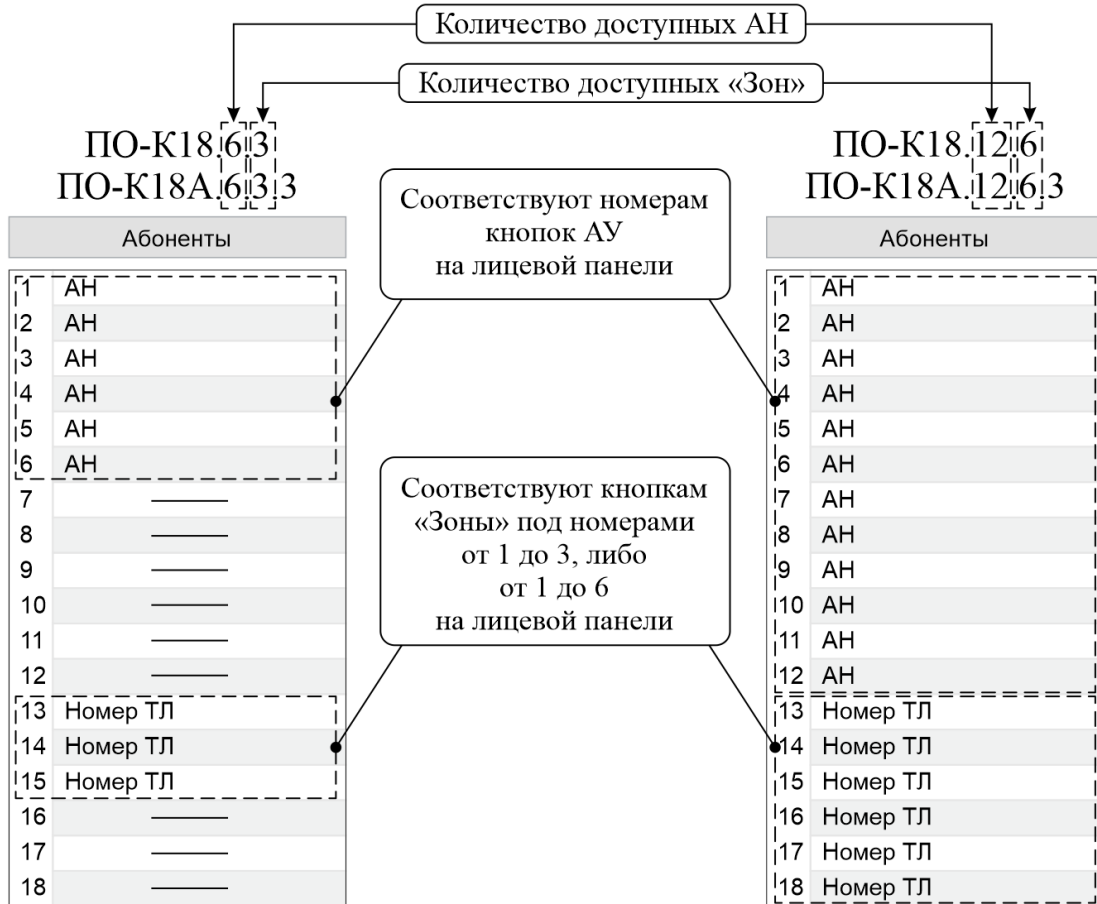 Количество доступных АН
Количество доступных «Зон»
ПО-К18.6.3
ПО-К18А.6.3.3
Абоненты
1 АН
2 АН
3 АН
4 АН
5 АН
6 АН
7
8
9
10
11
12
13 Номер ТЛ
14 Номер ТЛ
15 Номер ТЛ
16
17
18
Соответствуют номерам
кнопок АУ
на лицевой панели
Соответствуют кнопкам
«Зоны» под номерами
от 1 до 3, либо
от 1 до 6
на лицевой панели
ПО-К18.12.6
ПО-К18А.12.6.3
Абоненты
1 АН
2 АН
3 АН
4 АН
5 АН
6 АН
7 АН
8 АН
9 АН
10 АН
11 АН
12 АН
13 Номер ТЛ
14 Номер ТЛ
15 Номер ТЛ
16 Номер ТЛ
17 Номер ТЛ
18 Номер ТЛ